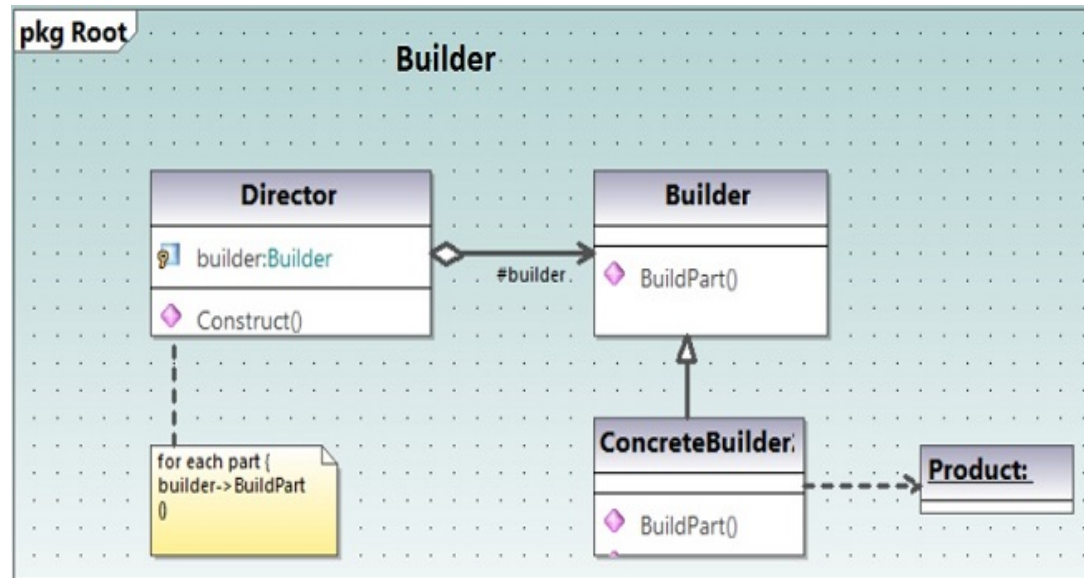 pkg Root
Builder
Director
builder:Builder
Construct()
#builder
Builder
BuildPart()
for each part {
builder->BuildPart
()
ConcreteBuilder
BuildPart()
Product: